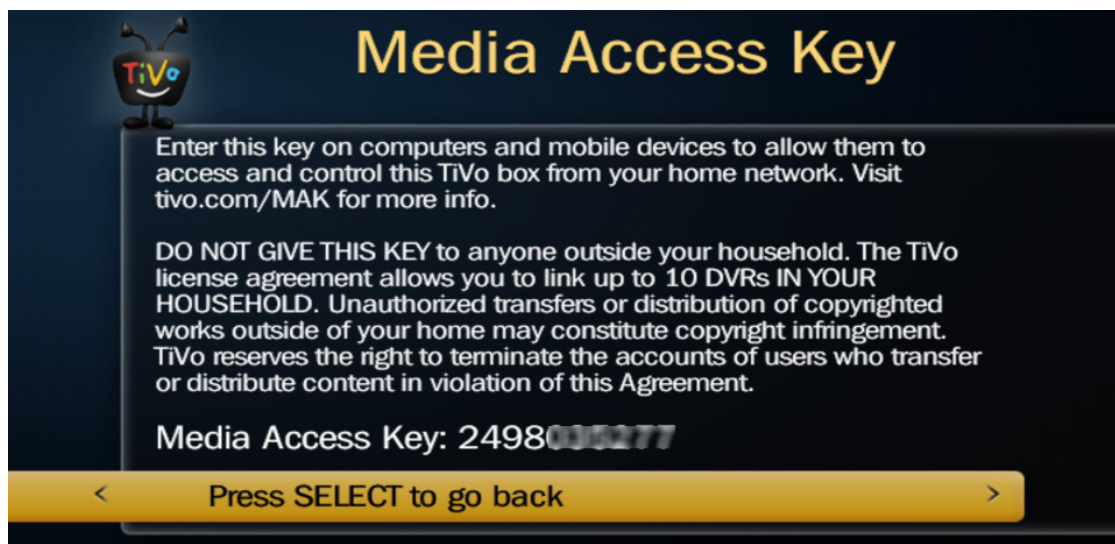 TiVo
Media Access Key
Enter this key on computers and mobile devices to allow them to
access and control this TiVo box from your home network. Visit
tivo.com/MAK for more info.
DO NOT GIVE THIS KEY to anyone outside your household. The TiVo
license agreement allows you to link up to 10 DVRs IN YOUR
HOUSEHOLD. Unauthorized transfers or distribution of copyrighted
works outside of your home may constitute copyright infringement.
TiVo reserves the right to terminate the accounts of users who transfer
or distribute content in violation of this Agreement.
Media Access Key: 2498
< Press SELECT to go back >